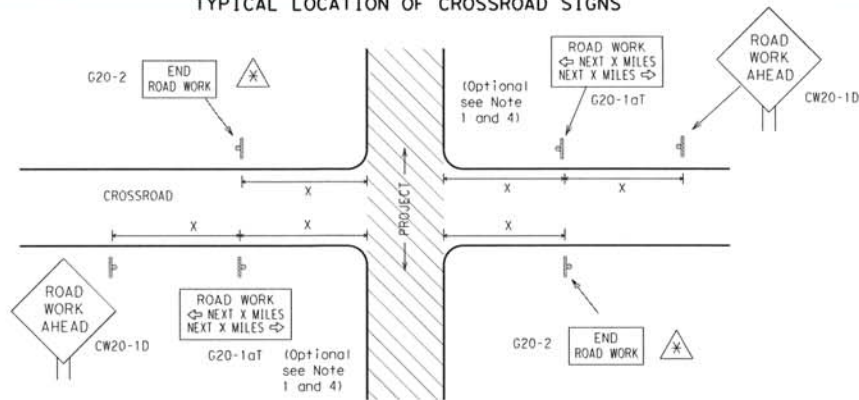 TYPICAL LOCATION OF CROSSROAD SIGNS
G20-2
END
ROAD WORK
*
(Optional
see Note
1 and 4)
ROAD WORK
⇦ NEXT X MILES
NEXT X MILES ⇨
G20-1aT
ROAD
WORK
AHEAD
CW20-1D
CROSSROAD
X
X
X
PROJECT
X
X
X
ROAD
WORK
AHEAD
CW20-1D
ROAD WORK
⇦ NEXT X MILES
NEXT X MILES ⇨
G20-1aT
(Optional
see Note
1 and 4)
G20-2
END
ROAD WORK
*